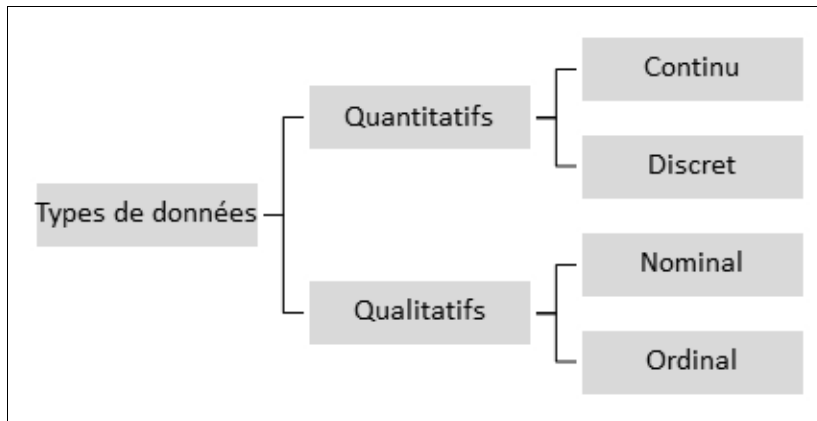 Types de données
Quantitatifs
Continu
Discret
Qualitatifs
Nominal
Ordinal